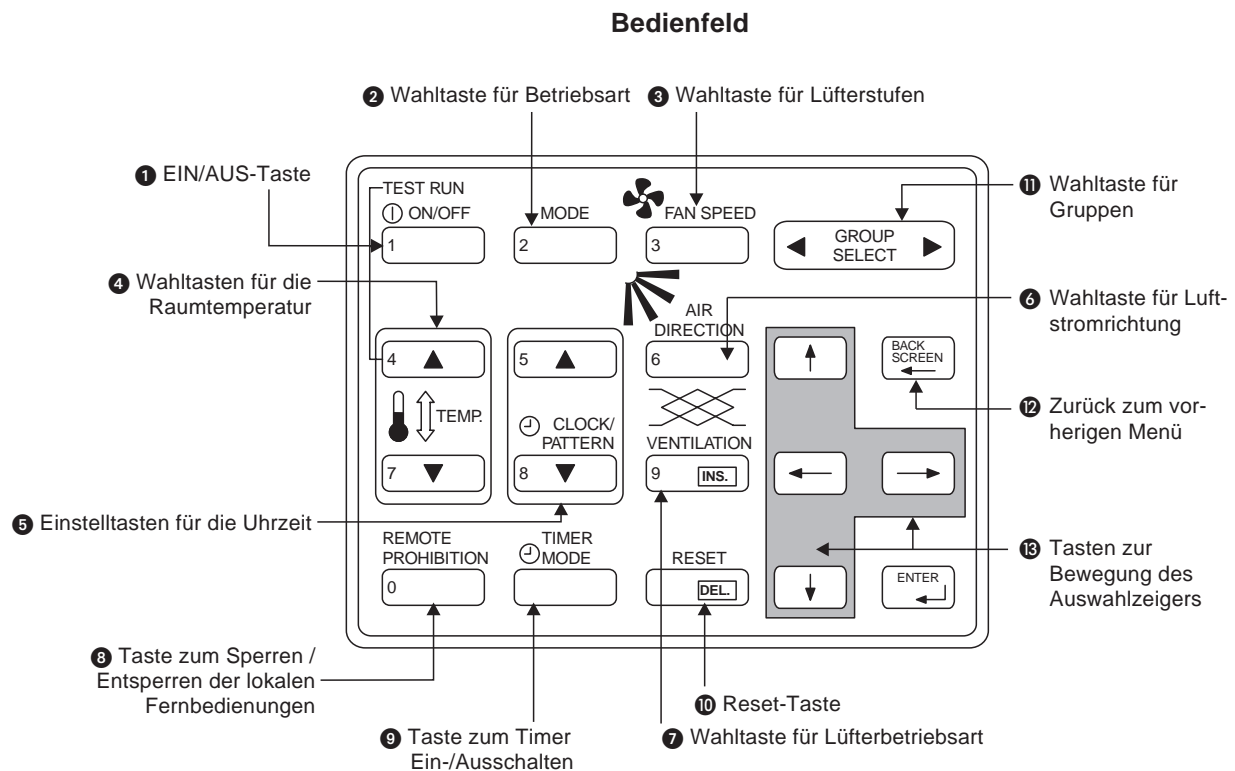 Bedienfeld
❷ Wahltaste für Betriebsart
❸ Wahltaste für Lüfterstufen
❶ EIN/AUS-Taste
⓫ Wahltaste für
Gruppen
TEST RUN
ON/OFF
MODE
FAN SPEED
1
2
3
GROUP
SELECT
❹ Wahltasten für die
Raumtemperatur
❻ Wahltaste für Luft-
stromrichtung
AIR
DIRECTION
4
5
6
BACK
SCREEN
TEMP.
CLOCK/
PATTERN
VENTILATION
⓬ Zurück zum vor-
herigen Menü
7
8
9 INS.
❺ Einstelltasten für die Uhrzeit
REMOTE
PROHIBITION
TIMER
MODE
RESET
⓭ Tasten zur
Bewegung des
Auswahlzeigers
0
DEL.
ENTER
❽ Taste zum Sperren /
Entsperren der lokalen
Fernbedienungen
❿ Reset-Taste
❾ Taste zum Timer
Ein-/Ausschalten
❼ Wahltaste für Lüfterbetriebsart